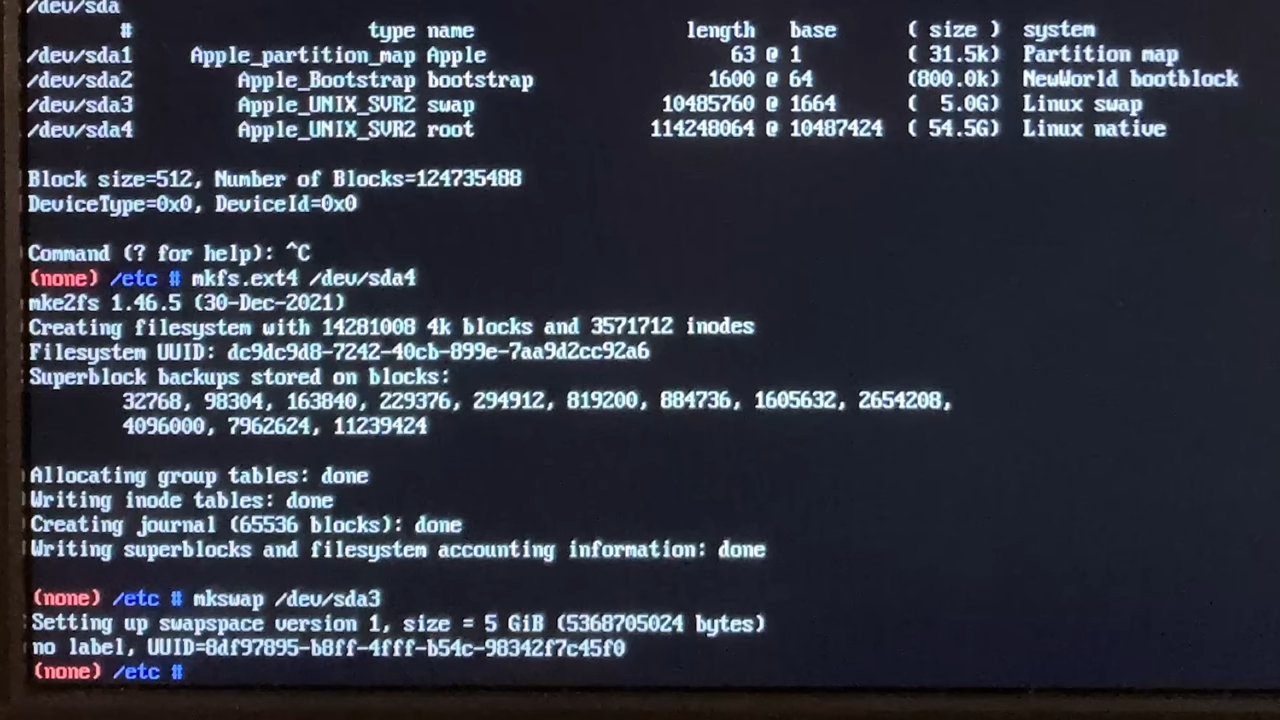 /dev/sda
# type name length base ( size ) system
/dev/sda1 Apple_partition_map Apple 63 @ 1 ( 31.5k) Partition map
/dev/sda2 Apple_Bootstrap bootstrap 1600 @ 64 (800.0k) NewWorld bootblock
/dev/sda3 Apple_UNIX_SVR2 swap 10485760 @ 1664 ( 5.0G) Linux swap
/dev/sda4 Apple_UNIX_SVR2 root 114248064 @ 10487424 ( 54.5G) Linux native
Block size=512, Number of Blocks=124735488
DeviceType=0x0, DeviceId=0x0
Command (? for help): ^C
(none) /etc # mkfs.ext4 /dev/sda4
mke2fs 1.46.5 (30-Dec-2021)
Creating filesystem with 14281008 4k blocks and 3571712 inodes
Filesystem UUID: dc9dc9d8-7242-40cb-899e-7aa9d2cc92a6
Superblock backups stored on blocks:
32768, 98304, 163840, 229376, 294912, 819200, 884736, 1605632, 2654208,
4096000, 7962624, 11239424
Allocating group tables: done
Writing inode tables: done
Creating journal (65536 blocks): done
Writing superblocks and filesystem accounting information: done
(none) /etc # mkswap /dev/sda3
Setting up swapspace version 1, size = 5 GiB (5368705024 bytes)
no label, UUID=8df97895-b8ff-4fff-b54c-98342f7c45f0
(none) /etc #